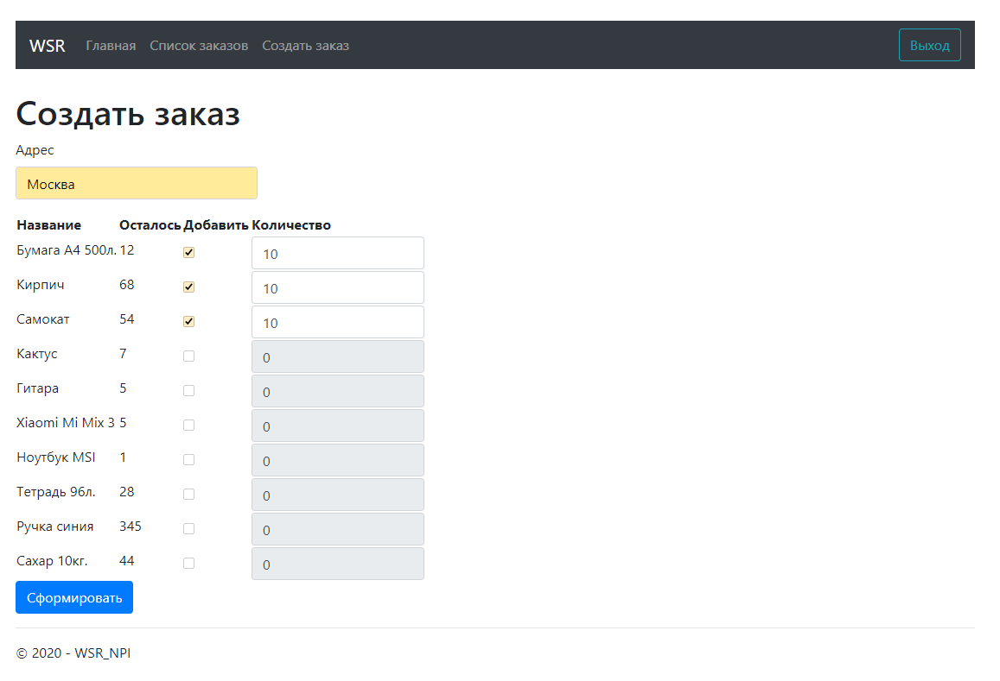 WSR Главная Список заказов Создать заказ Выход
Создать заказ
Адрес
Москва
Название Осталось Добавить Количество
Бумага А4 500л. 12 10
Кирпич 68 10
Самокат 54 10
Кактус 7 0
Гитара 5 0
Xiaomi Mi Mix 3 5 0
Ноутбук MSI 1 0
Тетрадь 96л. 28 0
Ручка синия 345 0
Сахар 10кг. 44 0
Сформировать
© 2020 - WSR_NPI